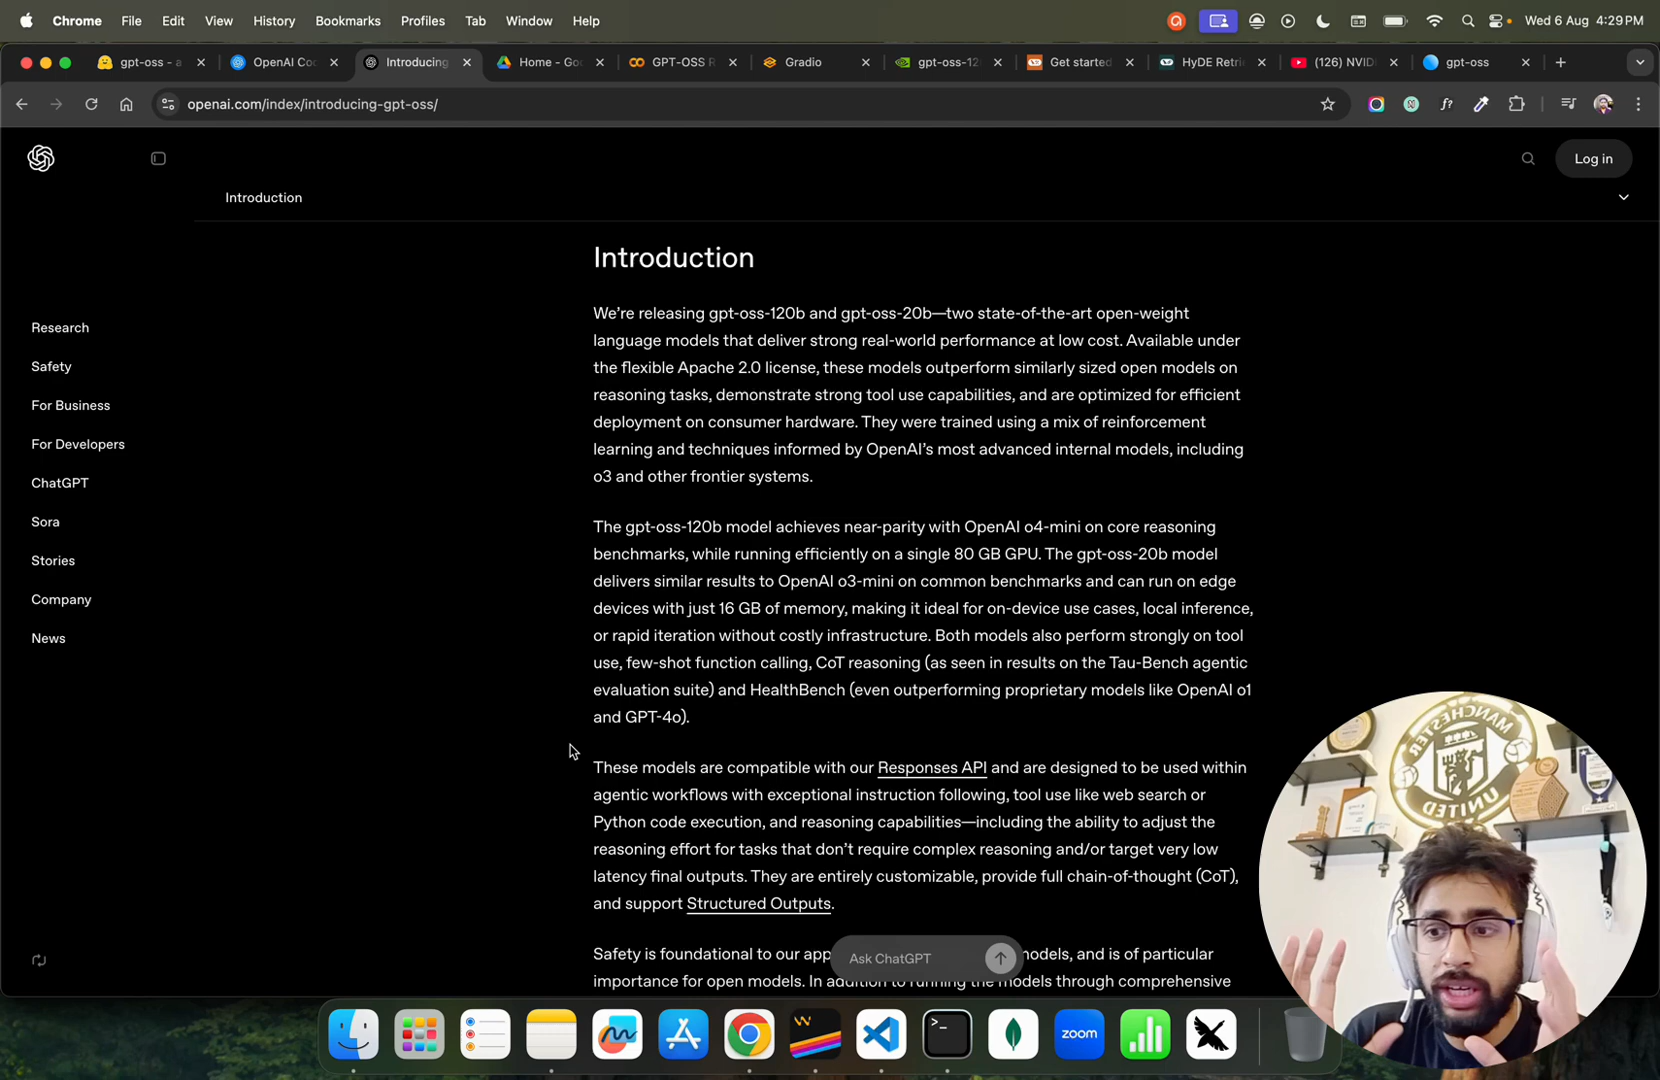 Chrome File Edit View History Bookmarks Profiles Tab Window Help Wed 6 Aug 4:29 PM
gpt-oss - a OpenAI Coo Introducing Home - Goo GPT-OSS R Gradio gpt-oss-12 Get started HyDE Retri (126) NVIDI gpt-oss
openai.com/index/introducing-gpt-oss/
Log in
Introduction
Research
Safety
For Business
For Developers
ChatGPT
Sora
Stories
Company
News
Introduction
We're releasing gpt-oss-120b and gpt-oss-20b—two state-of-the-art open-weight
language models that deliver strong real-world performance at low cost. Available under
the flexible Apache 2.0 license, these models outperform similarly sized open models on
reasoning tasks, demonstrate strong tool use capabilities, and are optimized for efficient
deployment on consumer hardware. They were trained using a mix of reinforcement
learning and techniques informed by OpenAI's most advanced internal models, including
o3 and other frontier systems.
The gpt-oss-120b model achieves near-parity with OpenAI o4-mini on core reasoning
benchmarks, while running efficiently on a single 80 GB GPU. The gpt-oss-20b model
delivers similar results to OpenAI o3-mini on common benchmarks and can run on edge
devices with just 16 GB of memory, making it ideal for on-device use cases, local inference,
or rapid iteration without costly infrastructure. Both models also perform strongly on tool
use, few-shot function calling, CoT reasoning (as seen in results on the Tau-Bench agentic
evaluation suite) and HealthBench (even outperforming proprietary models like OpenAI o1
and GPT-4o).
These models are compatible with our Responses API and are designed to be used within
agentic workflows with exceptional instruction following, tool use like web search or
Python code execution, and reasoning capabilities—including the ability to adjust the
reasoning effort for tasks that don't require complex reasoning and/or target very low
latency final outputs. They are entirely customizable, provide full chain-of-thought (CoT),
and support Structured Outputs.
Safety is foundational to our app models, and is of particular
Ask ChatGPT
importance for open models. In addition to running the models through comprehensive
MANCHESTER
UNITED
zoom